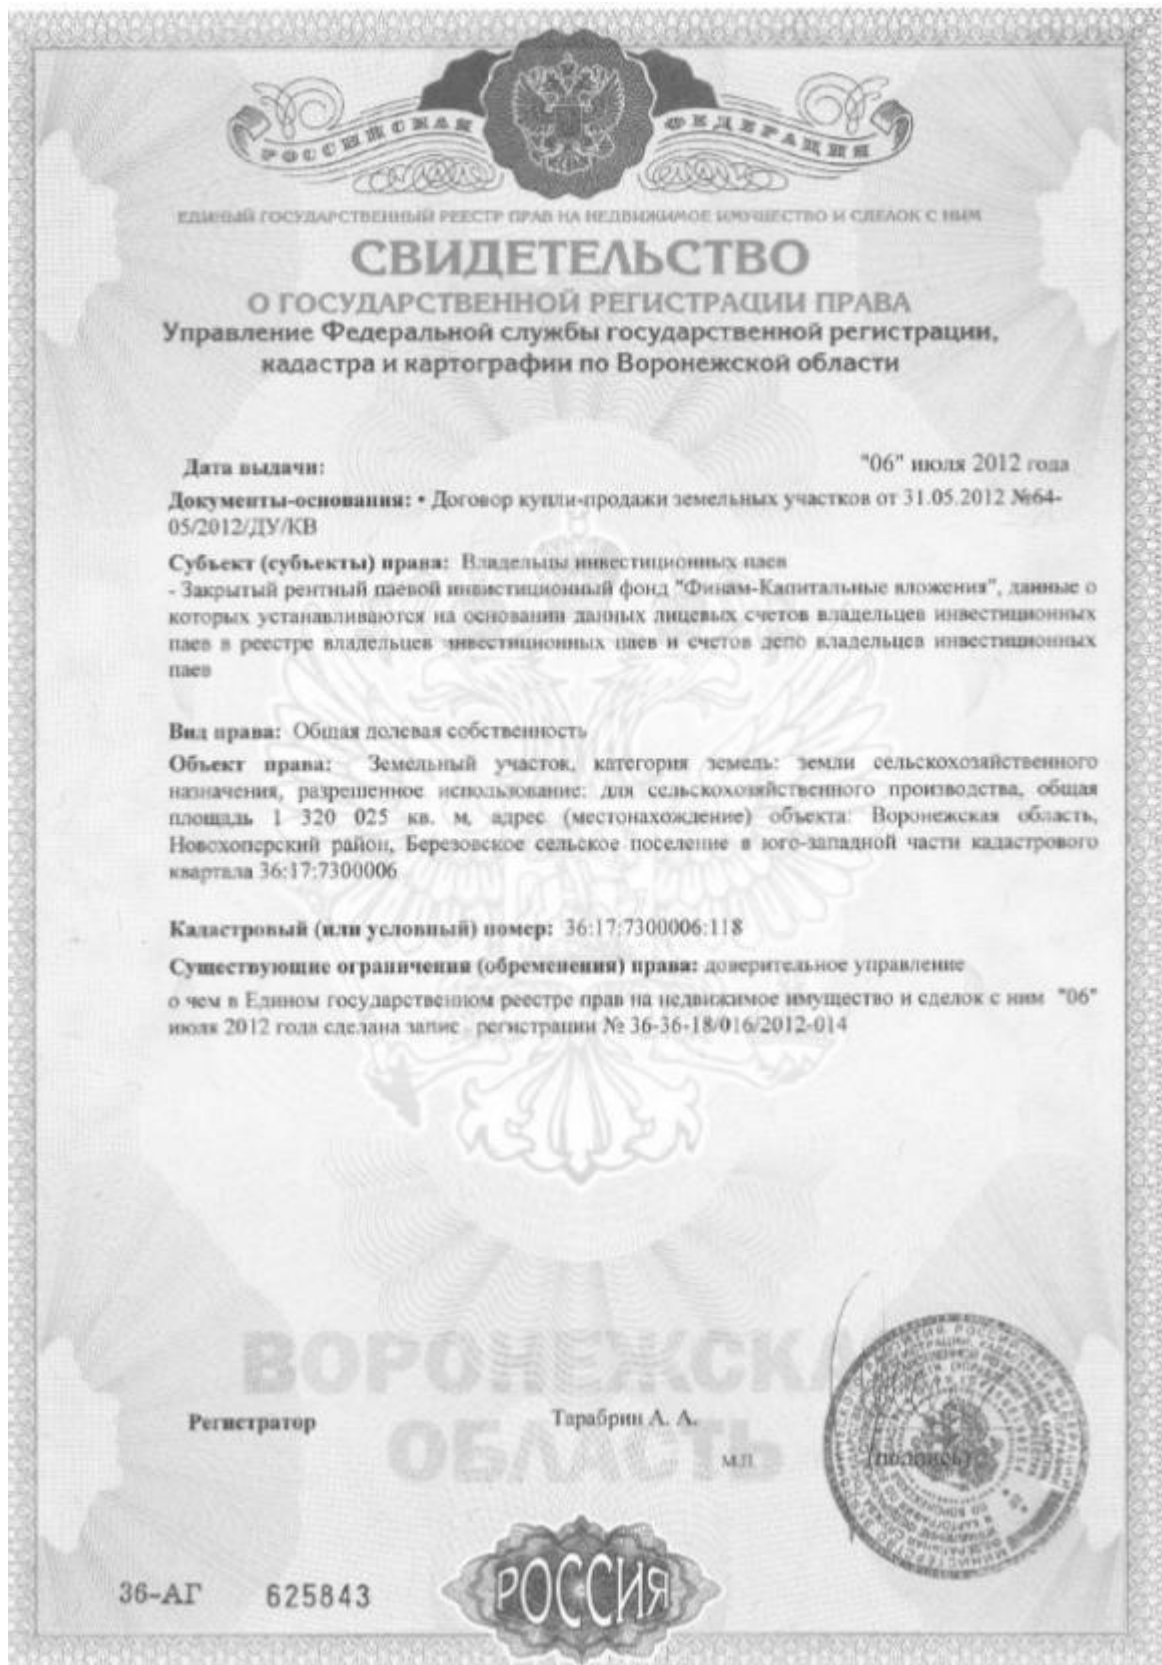 РОССИЙСКАЯ ФЕДЕРАЦИЯ
ЕДИНЫЙ ГОСУДАРСТВЕННЫЙ РЕЕСТР ПРАВ НА НЕДВИЖИМОЕ ИМУЩЕСТВО И СДЕЛОК С НИМ
СВИДЕТЕЛЬСТВО
О ГОСУДАРСТВЕННОЙ РЕГИСТРАЦИИ ПРАВА
Управление Федеральной службы государственной регистрации,
кадастра и картографии по Воронежской области
Дата выдачи: "06" июля 2012 года
Документы-основания: • Договор купли-продажи земельных участков от 31.05.2012 №64-
05/2012/ДУ/КВ
Субъект (субъекты) права: Владельцы инвестиционных паев
- Закрытый рентный паевой инвистиционный фонд "Финам-Капитальные вложения", данные о
которых устанавливаются на основании данных лицевых счетов владельцев инвестиционных
паев в реестре владельцев инвестиционных паев и счетов депо владельцев инвестиционных
паев
Вид права: Общая долевая собственность
Объект права: Земельный участок, категория земель: земли сельскохозяйственного
назначения, разрешенное использование: для сельскохозяйственного производства, общая
площадь 1 320 025 кв. м, адрес (местонахождение) объекта: Воронежская область,
Новохоперский район, Березовское сельское поселение в юго-западной части кадастрового
квартала 36:17:7300006
Кадастровый (или условный) номер: 36:17:7300006:118
Существующие ограничения (обременения) права: доверительное управление
о чем в Едином государственном реестре прав на недвижимое имущество и сделок с ним "06"
июля 2012 года сделана запис регистрации № 36-36-18/016/2012-014
ВОРОНЕЖСКАЯ
ОБЛАСТЬ
Регистратор Тарабрин А. А.
м.п. (подпись)
РОССИЯ
36-АГ 625843